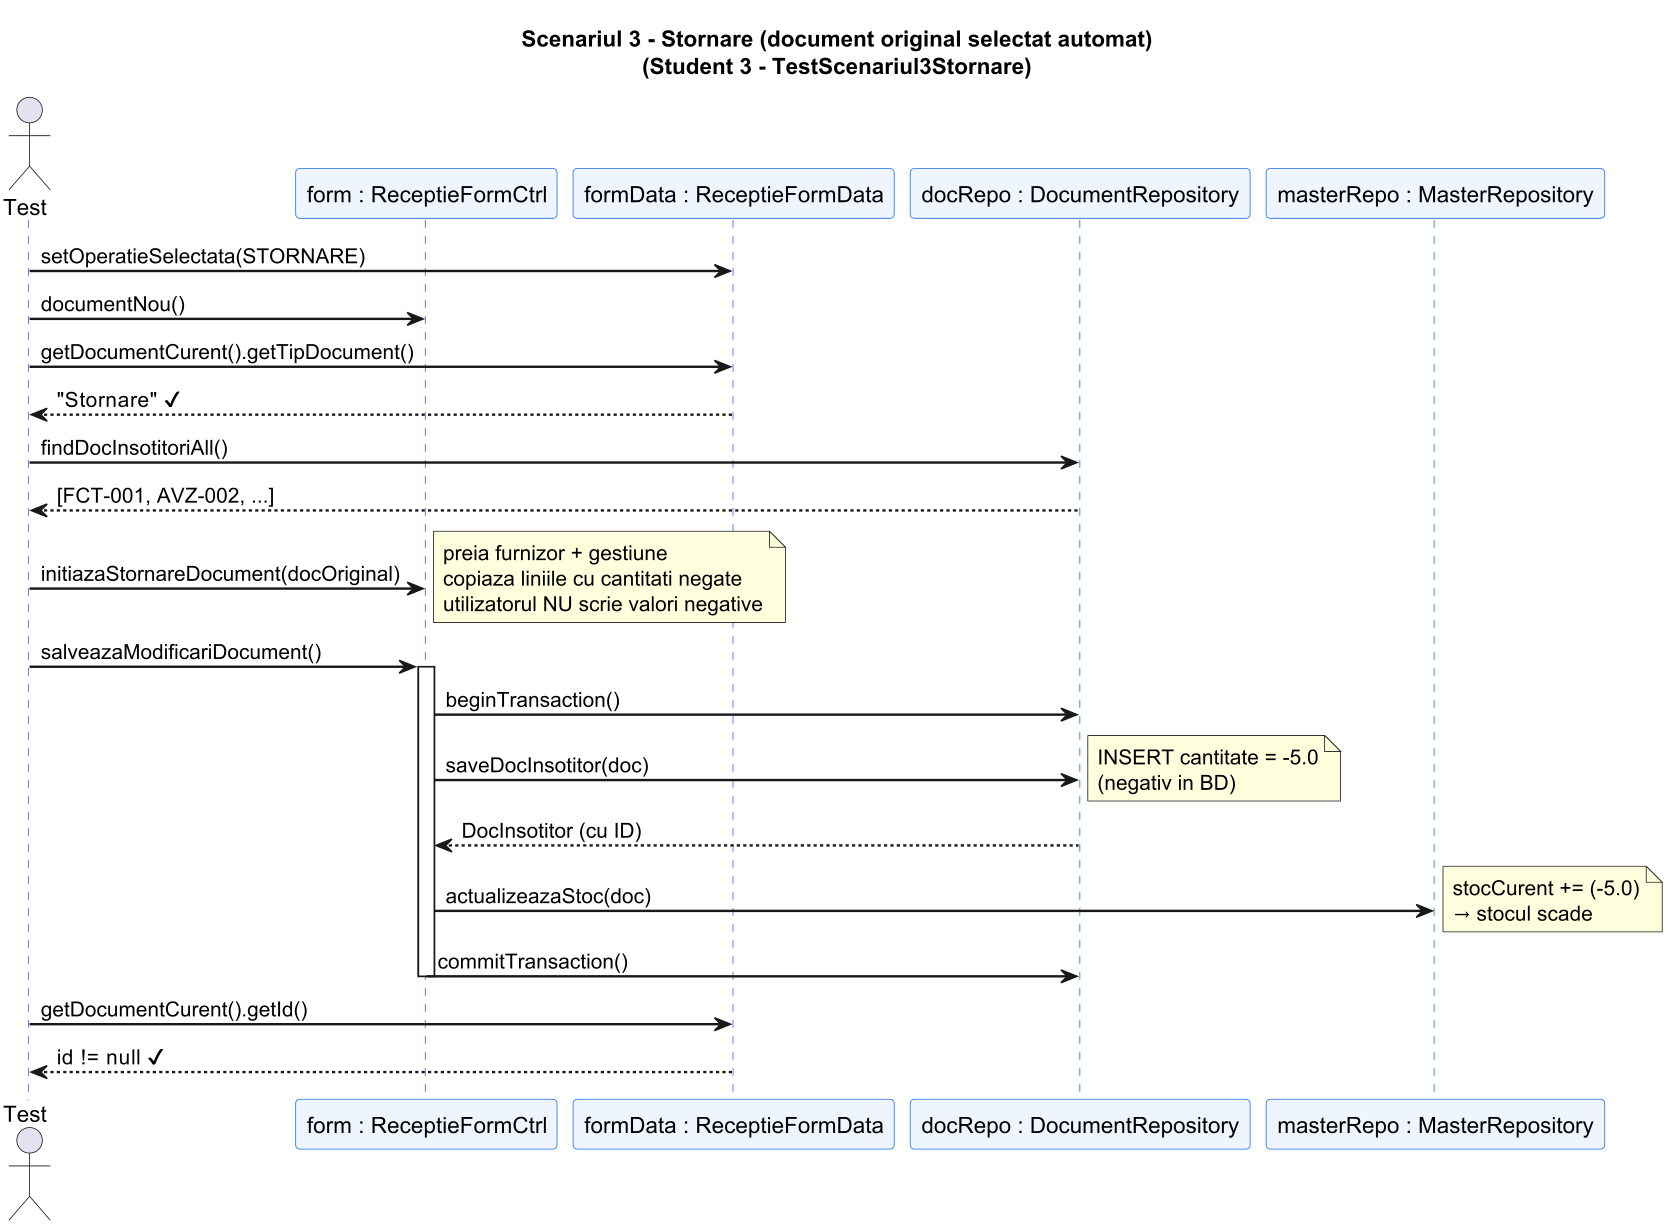 Scenariul 3 - Stornare (document original selectat automat)
(Student 3 - TestScenariul3Stornare)
Test
form : ReceptieFormCtrl
formData : ReceptieFormData
docRepo : DocumentRepository
masterRepo : MasterRepository
setOperatieSelectata(STORNARE)
documentNou()
getDocumentCurent().getTipDocument()
"Stornare" ✓
findDocInsotitoriAll()
[FCT-001, AVZ-002, ...]
initiazaStornareDocument(docOriginal)
preia furnizor + gestiune
copiaza liniile cu cantitati negate
utilizatorul NU scrie valori negative
salveazaModificariDocument()
beginTransaction()
saveDocInsotitor(doc)
INSERT cantitate = -5.0
(negativ in BD)
DocInsotitor (cu ID)
actualizeazaStoc(doc)
stocCurent += (-5.0)
→ stocul scade
commitTransaction()
getDocumentCurent().getId()
id != null ✓
Test
form : ReceptieFormCtrl
formData : ReceptieFormData
docRepo : DocumentRepository
masterRepo : MasterRepository